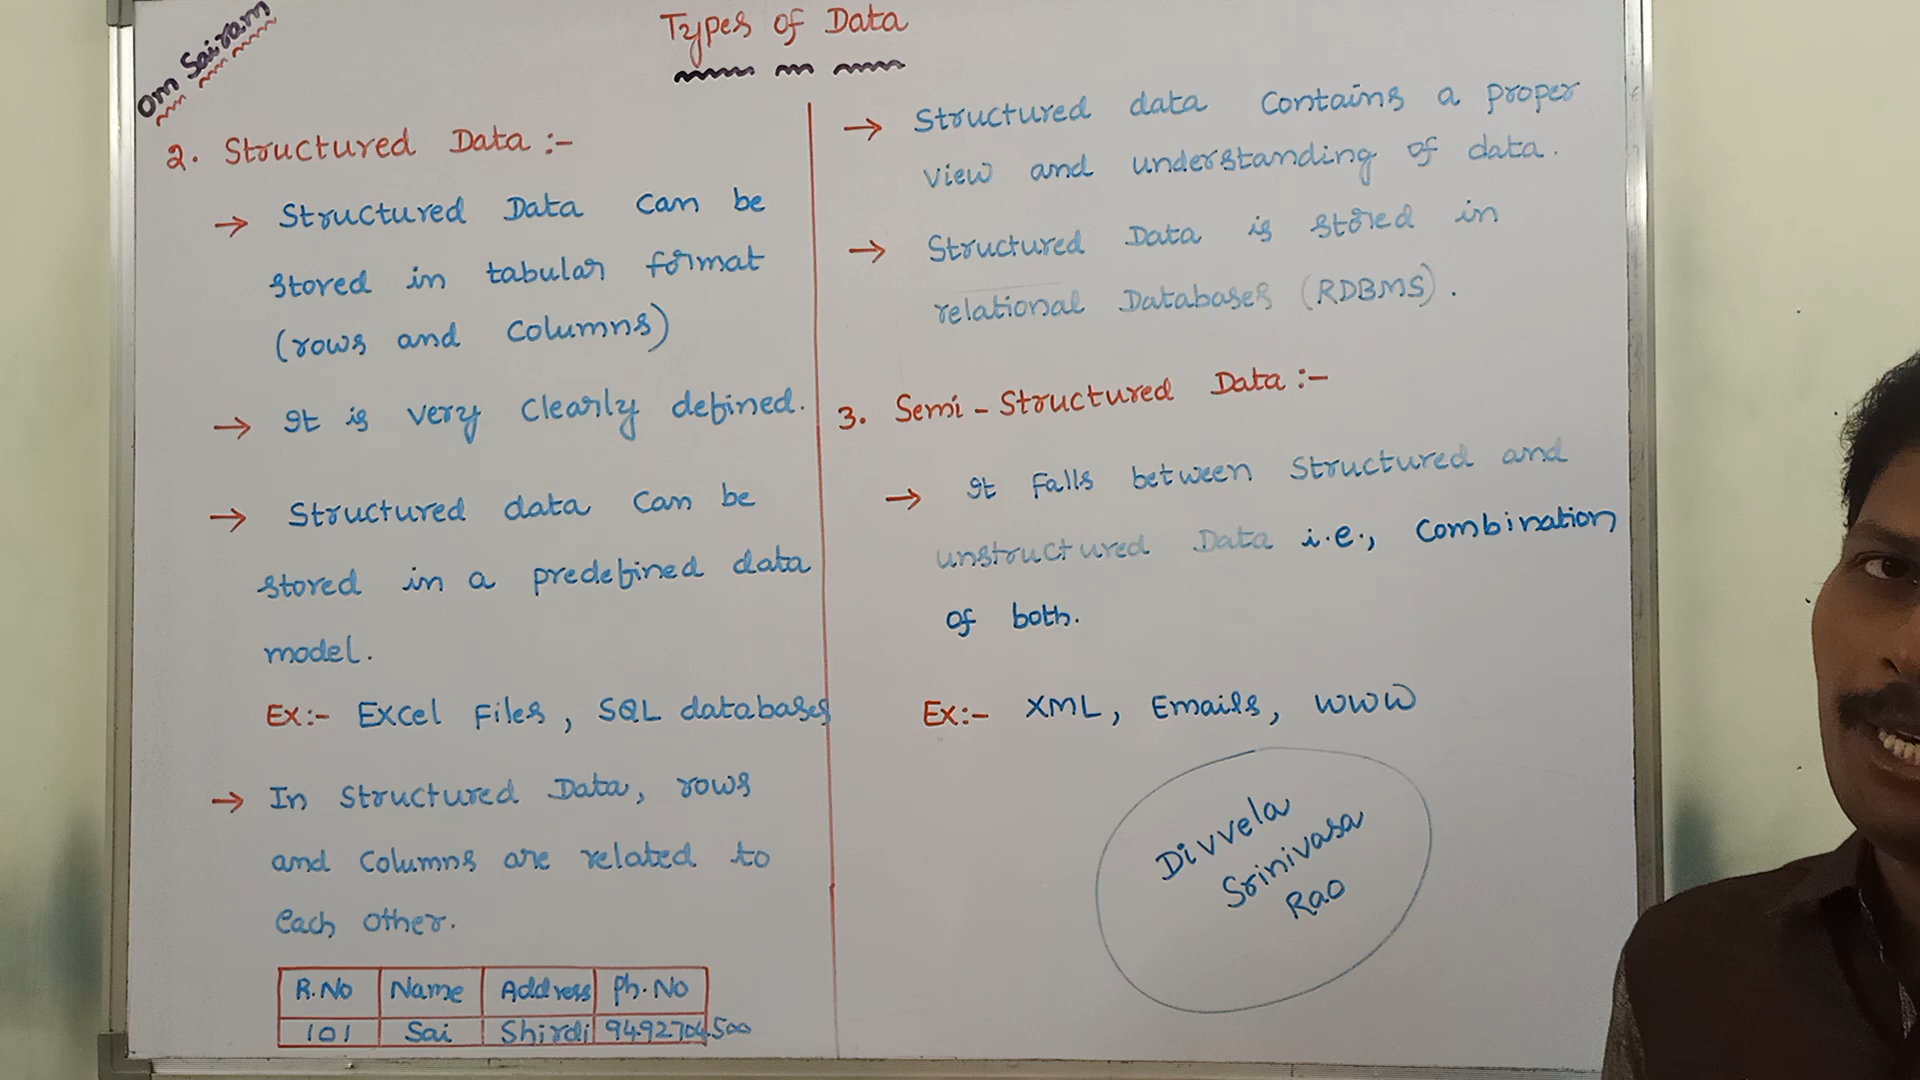 Om Sairam
Types of Data
2. Structured Data :-
→ Structured Data can be
stored in tabular format
(rows and columns)
→ It is very clearly defined.
→ Structured data can be
stored in a predefined data
model.
Ex:- Excel Files, SQL databases
→ In Structured Data, rows
and columns are related to
each other.
R.No Name Address Ph.No
101 Sai Shirdi 9492704500
→ Structured data contains a proper
view and understanding of data.
→ Structured Data is stored in
relational Databases (RDBMS).
3. Semi-Structured Data :-
→ It Falls between Structured and
unstructured Data i.e., Combination
of both.
Ex:- XML, Emails, WWW
Divvela
Srinivasa
Rao